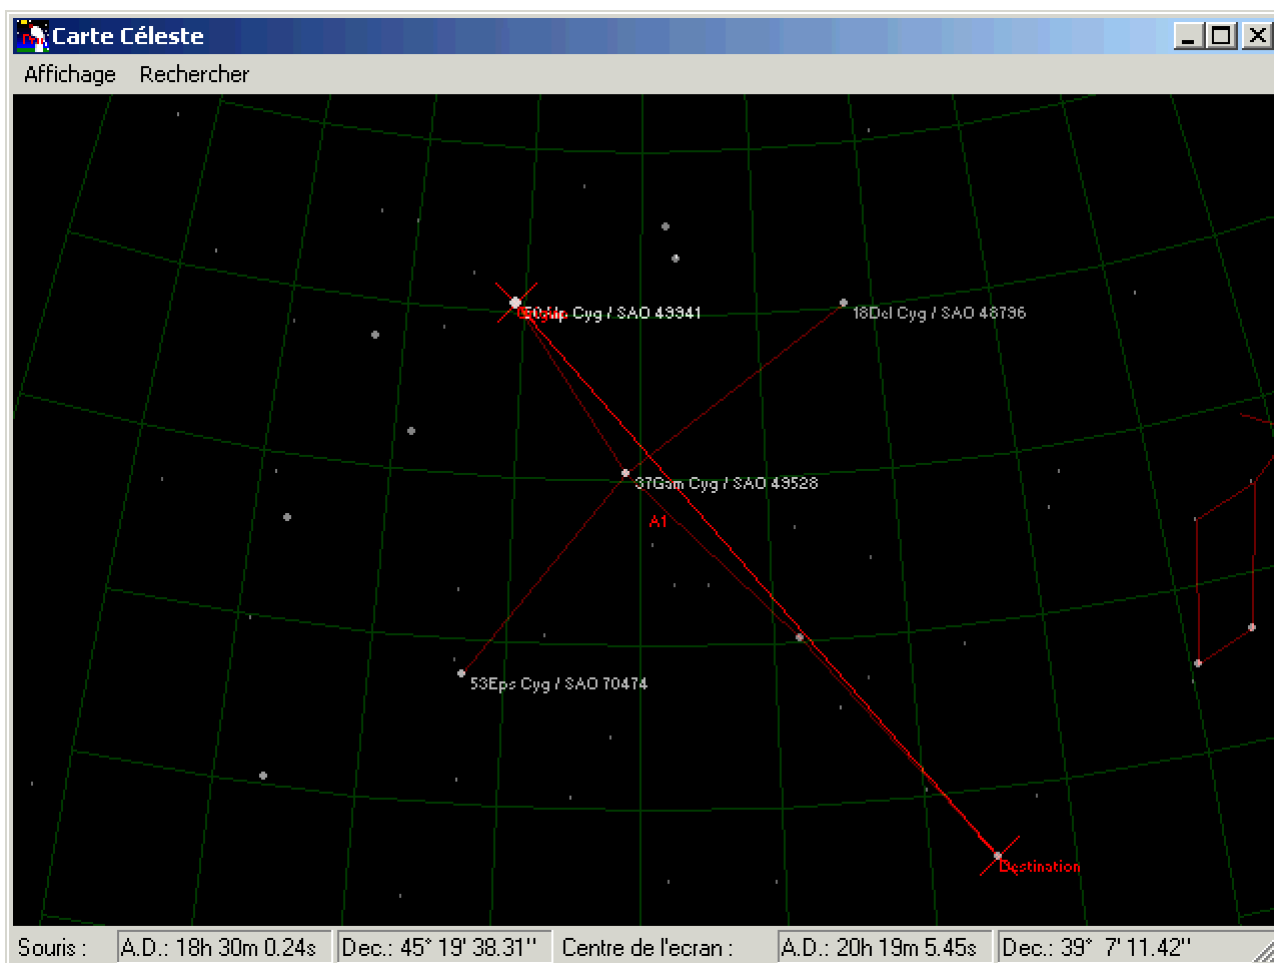 Carte Céleste
Affichage Rechercher
Cyg / SAO 49941
18Del Cyg / SAO 48796
37Gam Cyg / SAO 49528
A1
53Eps Cyg / SAO 70474
Destination
Souris : A.D.: 18h 30m 0.24s Dec.: 45° 19' 38.31" Centre de l'ecran : A.D.: 20h 19m 5.45s Dec.: 39° 7' 11.42"